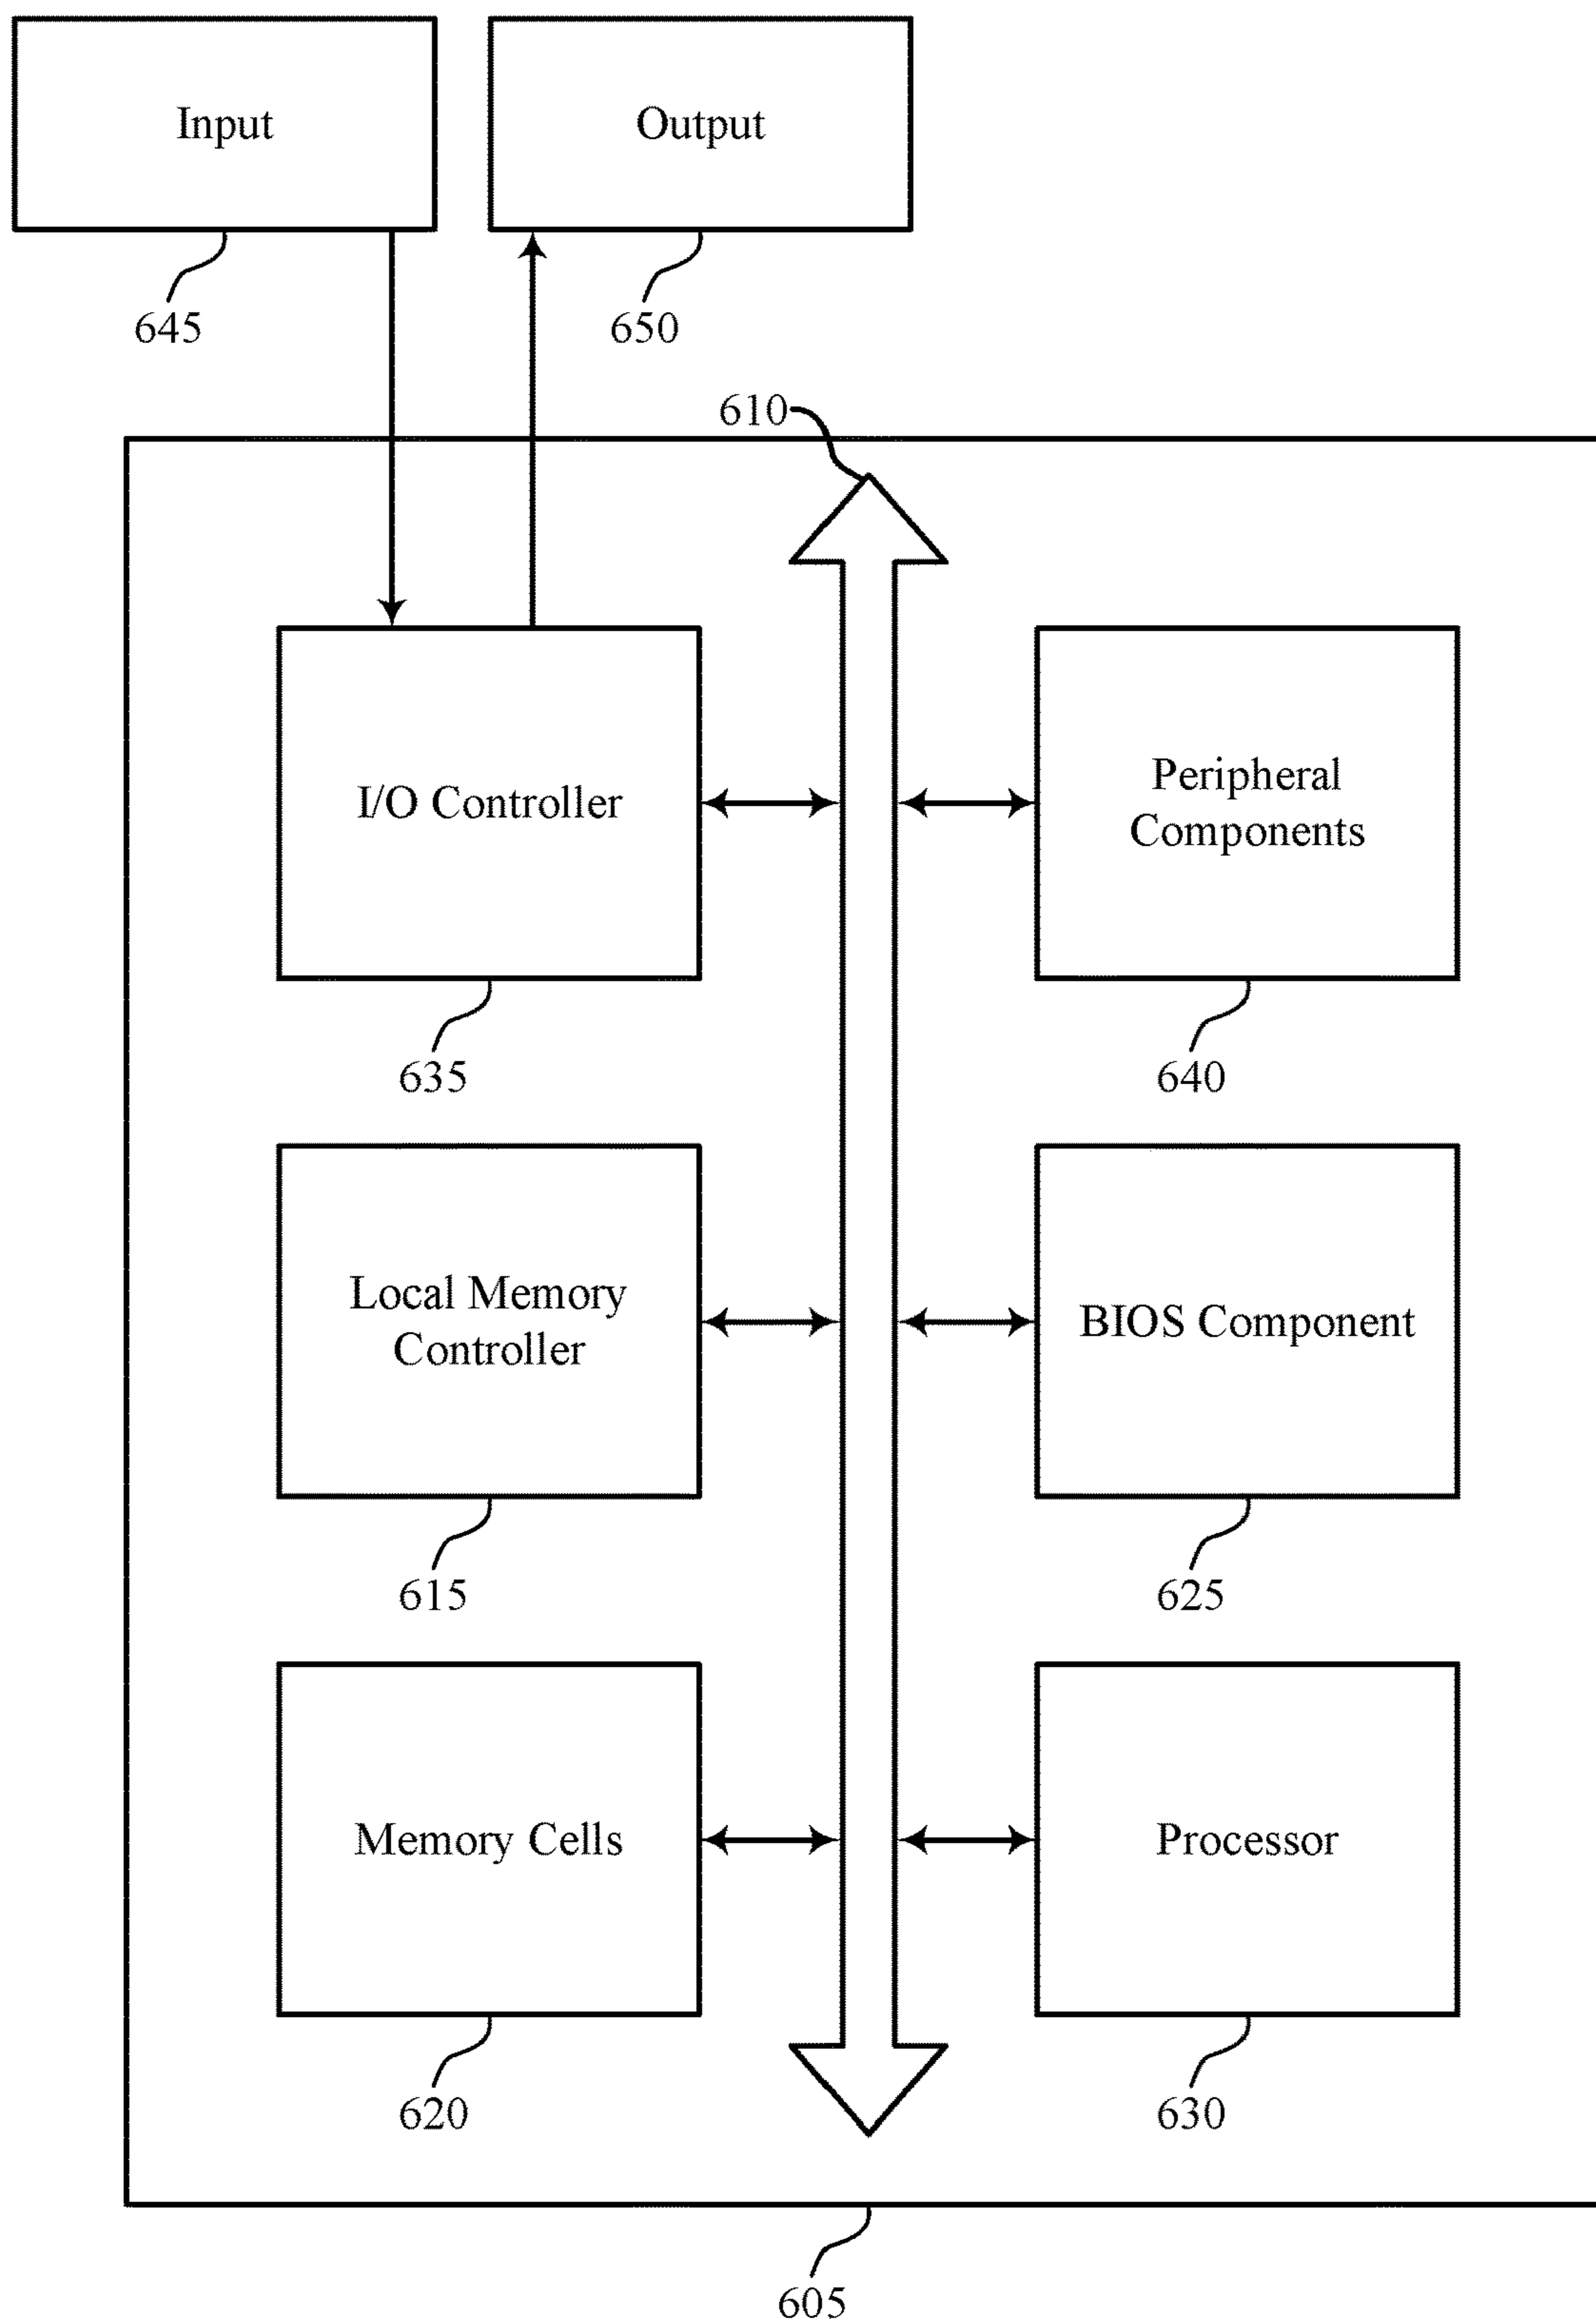 Input
Output
645
650
610
I/O Controller
Peripheral
Components
635
640
Local Memory
Controller
BIOS Component
615
625
Memory Cells
Processor
620
630
605